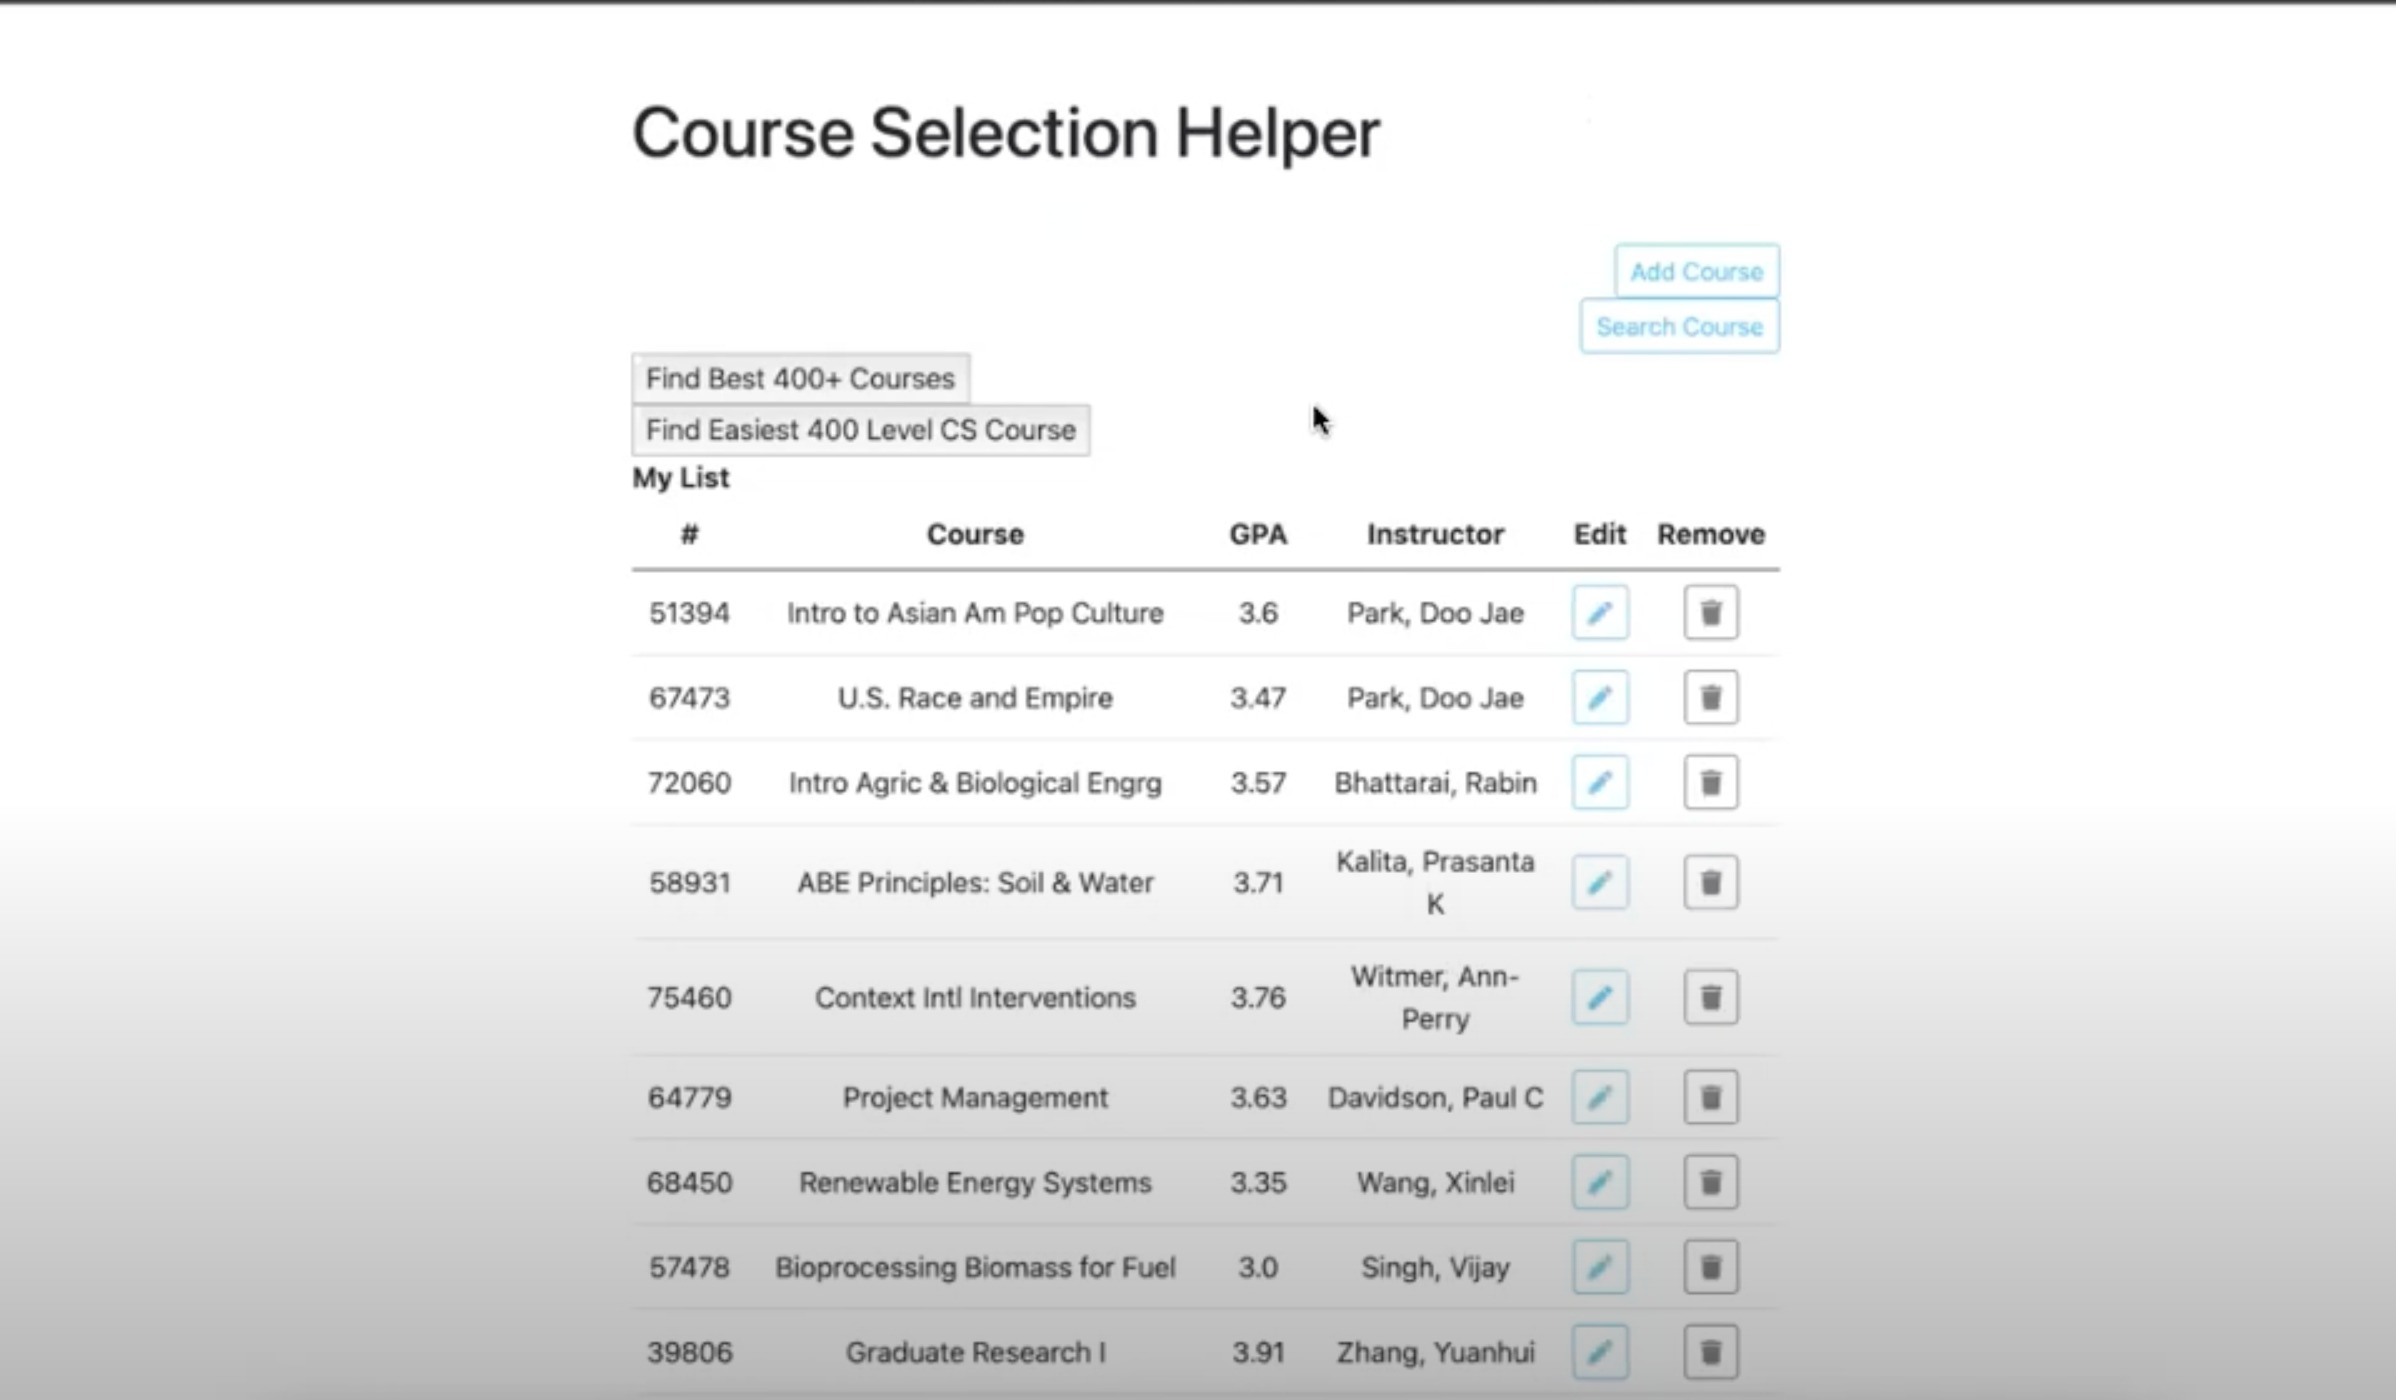 Course Selection Helper
Add Course
Search Course
Find Best 400+ Courses
Find Easiest 400 Level CS Course
My List
# Course GPA Instructor Edit Remove
51394 Intro to Asian Am Pop Culture 3.6 Park, Doo Jae
67473 U.S. Race and Empire 3.47 Park, Doo Jae
72060 Intro Agric & Biological Engrg 3.57 Bhattarai, Rabin
58931 ABE Principles: Soil & Water 3.71 Kalita, Prasanta
K
75460 Context Intl Interventions 3.76 Witmer, Ann-
Perry
64779 Project Management 3.63 Davidson, Paul C
68450 Renewable Energy Systems 3.35 Wang, Xinlei
57478 Bioprocessing Biomass for Fuel 3.0 Singh, Vijay
39806 Graduate Research I 3.91 Zhang, Yuanhui